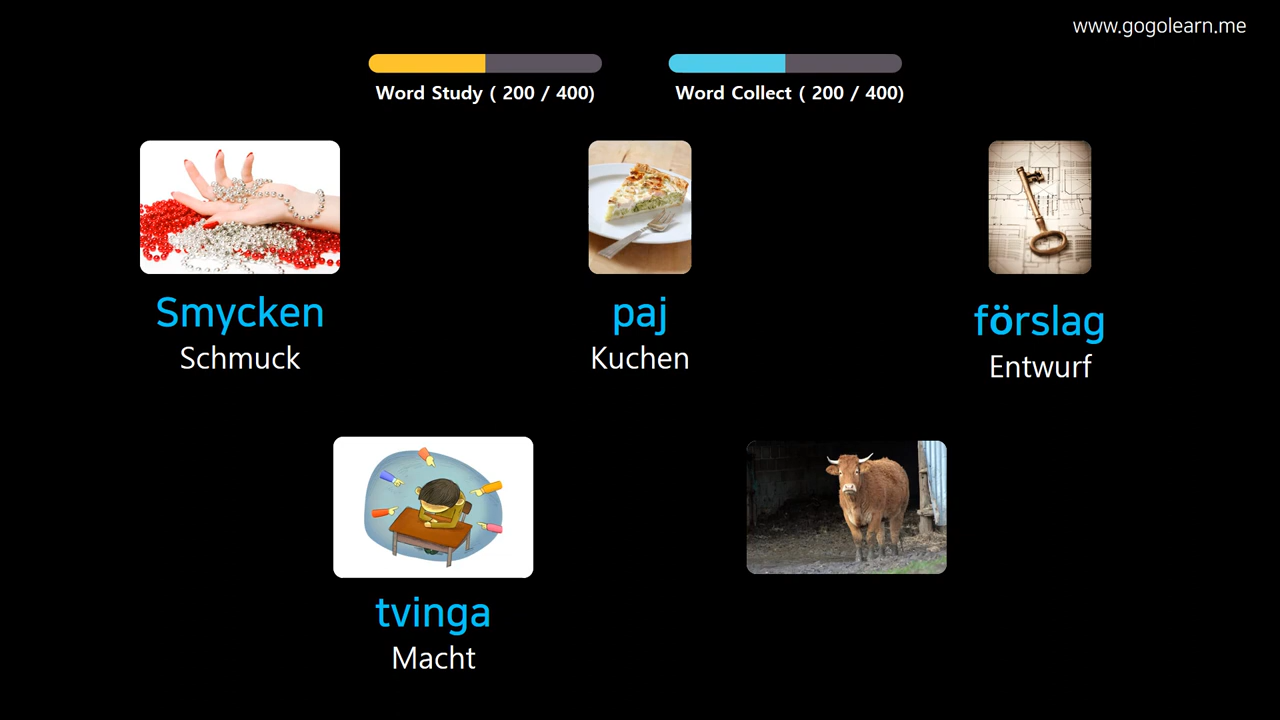 www.gogolearn.me
Word Study ( 200 / 400)
Word Collect ( 200 / 400)
Smycken
Schmuck
paj
Kuchen
förslag
Entwurf
tvinga
Macht